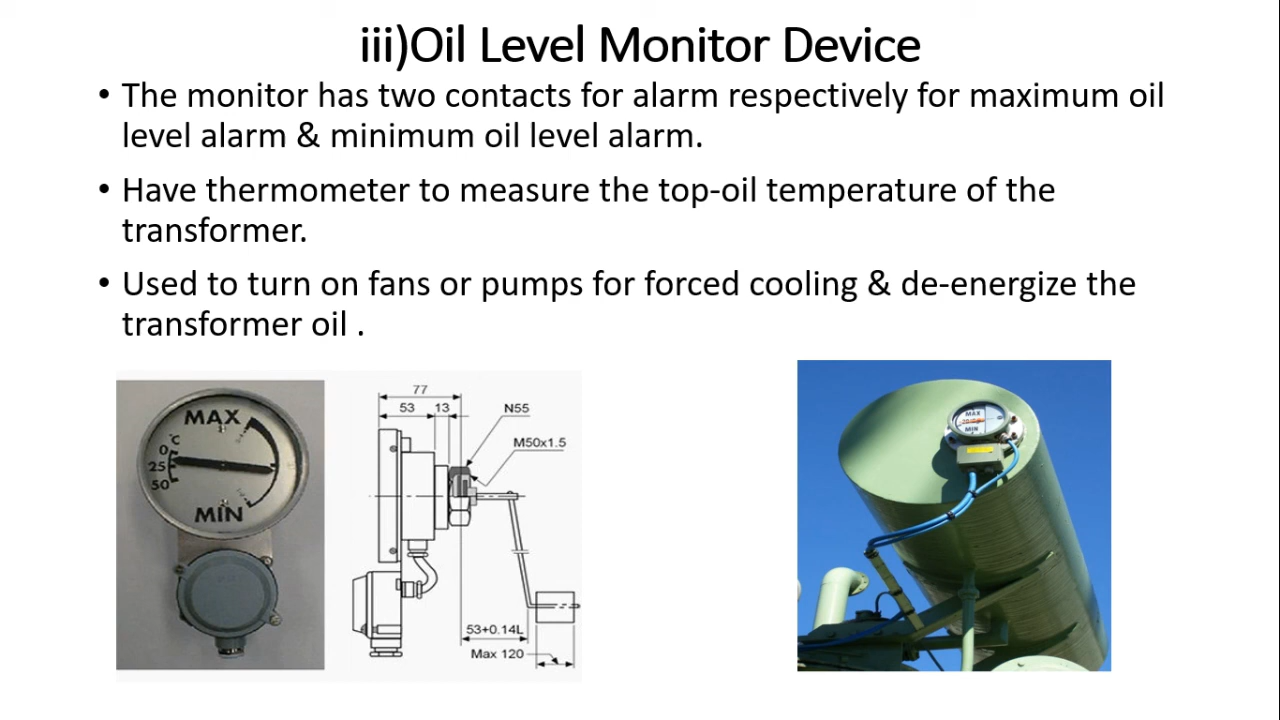 iii)Oil Level Monitor Device
• The monitor has two contacts for alarm respectively for maximum oil
level alarm & minimum oil level alarm.
• Have thermometer to measure the top-oil temperature of the
transformer.
• Used to turn on fans or pumps for forced cooling & de-energize the
transformer oil .
MAX
°C
0
25
50
MIN
77
53 13
N55
M50x1.5
53+0.14L
Max 120
MAX
MIN